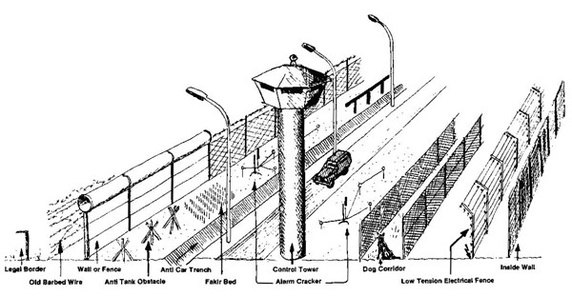 Legal Border
Wall or Fence
Anti Car Trench
Control Tower
Dog Corridor
Inside Wall
Old Barbed Wire
Anti Tank Obstacle
Fakir Bed
Alarm Cracker
Low Tension Electrical Fence